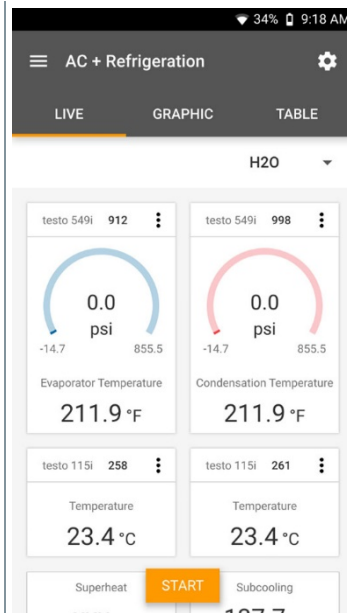 34% 9:18 AM
AC + Refrigeration
LIVE GRAPHIC TABLE
H2O
testo 549i 912
testo 549i 998
0.0
psi
-14.7 855.5
0.0
psi
-14.7 855.5
Evaporator Temperature
211.9 °F
Condensation Temperature
211.9 °F
testo 115i 258
testo 115i 261
Temperature
23.4 °C
Temperature
23.4 °C
Superheat
START
Subcooling